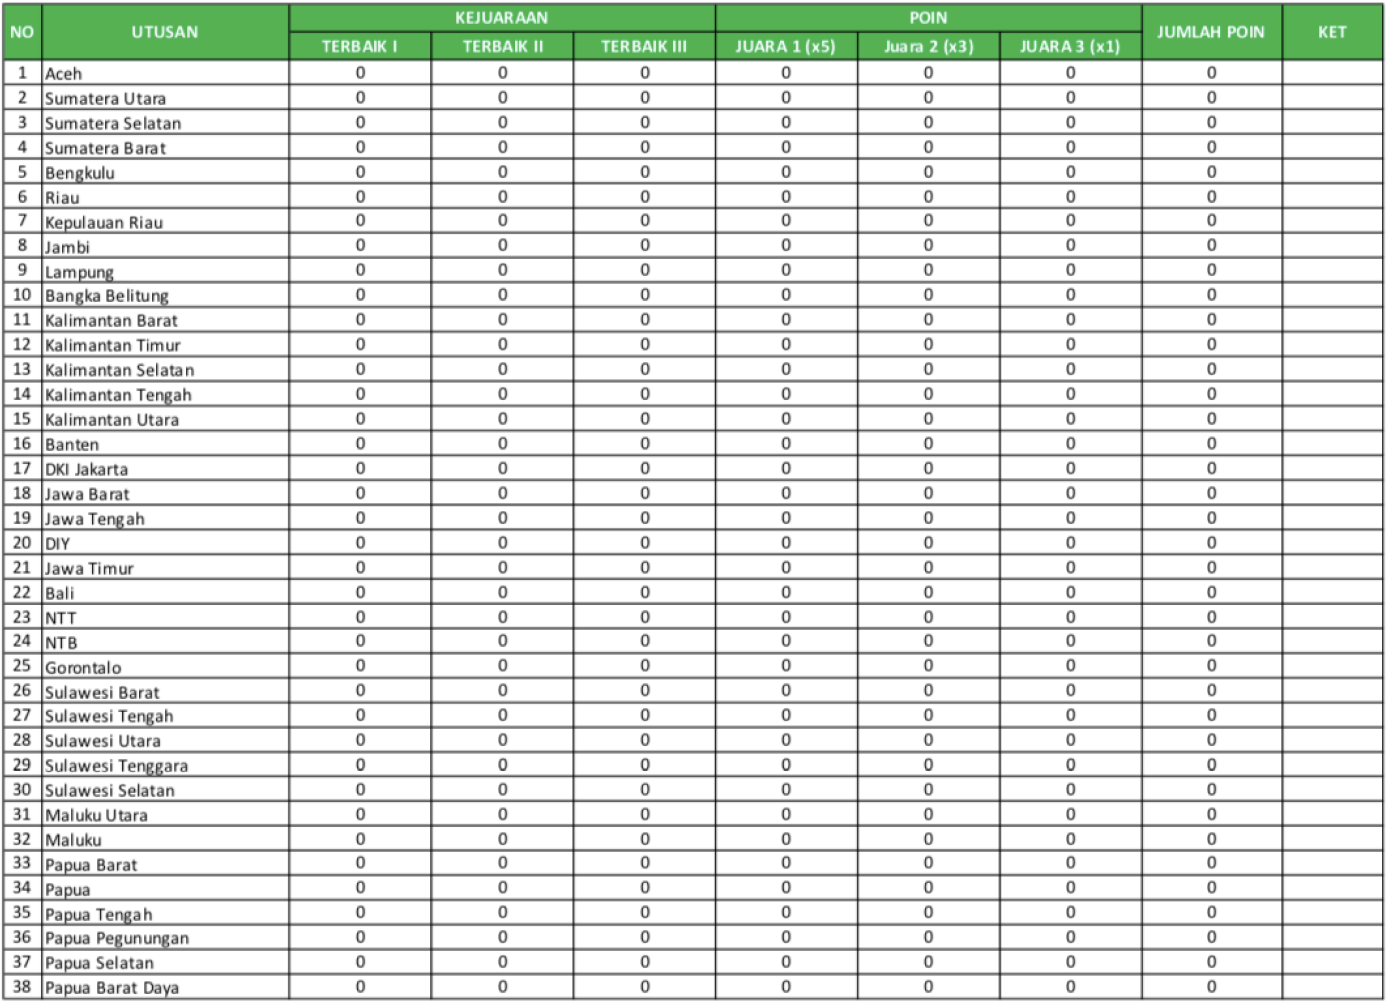 NO UTUSAN KEJUARAAN POIN JUMLAH POIN KET
TERBAIK I TERBAIK II TERBAIK III JUARA 1 (x5) Juara 2 (x3) JUARA 3 (x1)
1 Aceh 0 0 0 0 0 0 0
2 Sumatera Utara 0 0 0 0 0 0 0
3 Sumatera Selatan 0 0 0 0 0 0 0
4 Sumatera Barat 0 0 0 0 0 0 0
5 Bengkulu 0 0 0 0 0 0 0
6 Riau 0 0 0 0 0 0 0
7 Kepulauan Riau 0 0 0 0 0 0 0
8 Jambi 0 0 0 0 0 0 0
9 Lampung 0 0 0 0 0 0 0
10 Bangka Belitung 0 0 0 0 0 0 0
11 Kalimantan Barat 0 0 0 0 0 0 0
12 Kalimantan Timur 0 0 0 0 0 0 0
13 Kalimantan Selatan 0 0 0 0 0 0 0
14 Kalimantan Tengah 0 0 0 0 0 0 0
15 Kalimantan Utara 0 0 0 0 0 0 0
16 Banten 0 0 0 0 0 0 0
17 DKI Jakarta 0 0 0 0 0 0 0
18 Jawa Barat 0 0 0 0 0 0 0
19 Jawa Tengah 0 0 0 0 0 0 0
20 DIY 0 0 0 0 0 0 0
21 Jawa Timur 0 0 0 0 0 0 0
22 Bali 0 0 0 0 0 0 0
23 NTT 0 0 0 0 0 0 0
24 NTB 0 0 0 0 0 0 0
25 Gorontalo 0 0 0 0 0 0 0
26 Sulawesi Barat 0 0 0 0 0 0 0
27 Sulawesi Tengah 0 0 0 0 0 0 0
28 Sulawesi Utara 0 0 0 0 0 0 0
29 Sulawesi Tenggara 0 0 0 0 0 0 0
30 Sulawesi Selatan 0 0 0 0 0 0 0
31 Maluku Utara 0 0 0 0 0 0 0
32 Maluku 0 0 0 0 0 0 0
33 Papua Barat 0 0 0 0 0 0 0
34 Papua 0 0 0 0 0 0 0
35 Papua Tengah 0 0 0 0 0 0 0
36 Papua Pegunungan 0 0 0 0 0 0 0
37 Papua Selatan 0 0 0 0 0 0 0
38 Papua Barat Daya 0 0 0 0 0 0 0